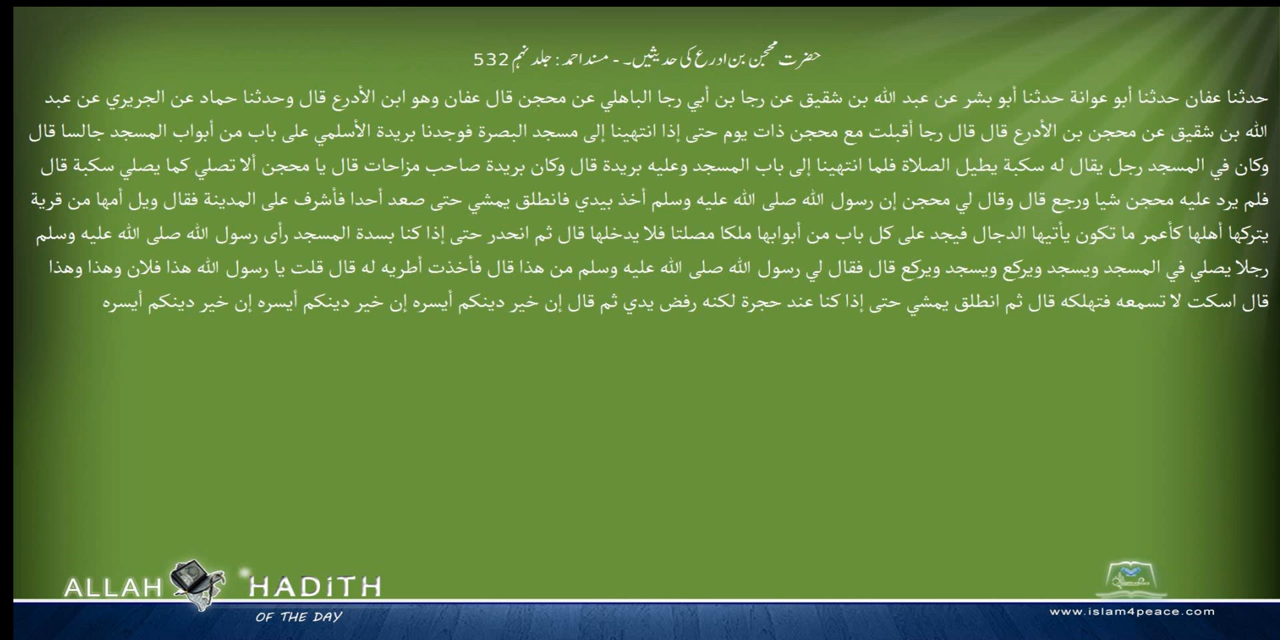 حضرت محجن بن ادرع کی حدیثیں۔ - مسند احمد: جلد نہم 532
حدثنا عفان حدثنا أبو عوانة حدثنا أبو بشر عن عبد الله بن شقيق عن رجا بن أبي رجا الباهلي عن محجن قال عفان وهو ابن الأدرع قال وحدثنا حماد عن الجريري عن عبد
الله بن شقيق عن محجن بن الأدرع قال قال رجا أقبلت مع محجن ذات يوم حتى إذا انتهينا إلى مسجد البصرة فوجدنا بريدة الأسلمي على باب من أبواب المسجد جالسا قال
وكان في المسجد رجل يقال له سكبة يطيل الصلاة فلما انتهينا إلى باب المسجد وعليه بريدة قال وكان بريدة صاحب مزاحات قال يا محجن ألا تصلي كما يصلي سكبة قال
فلم يرد عليه محجن شيا ورجع قال وقال لي محجن إن رسول الله صلى الله عليه وسلم أخذ بيدي فانطلق يمشي حتى صعد أحدا فأشرف على المدينة فقال ويل أمها من قرية
يتركها أهلها كأعمر ما تكون يأتيها الدجال فيجد على كل باب من أبوابها ملكا مصلتا فلا يدخلها قال ثم انحدر حتى إذا كنا بسدة المسجد رأى رسول الله صلى الله عليه وسلم
رجلا يصلي في المسجد ويسجد ويركع ويسجد ويركع قال فقال لي رسول الله صلى الله عليه وسلم من هذا قال فأخذت أطريه له قال قلت يا رسول الله هذا فلان وهذا وهذا
قال اسكت لا تسمعه فتهلكه قال ثم انطلق يمشي حتى إذا كنا عند حجرة لكنه رفض يدي ثم قال إن خير دينكم أيسره إن خير دينكم أيسره إن خير دينكم أيسره
ALLAH HADITH
OF THE DAY
www.islam4peace.com